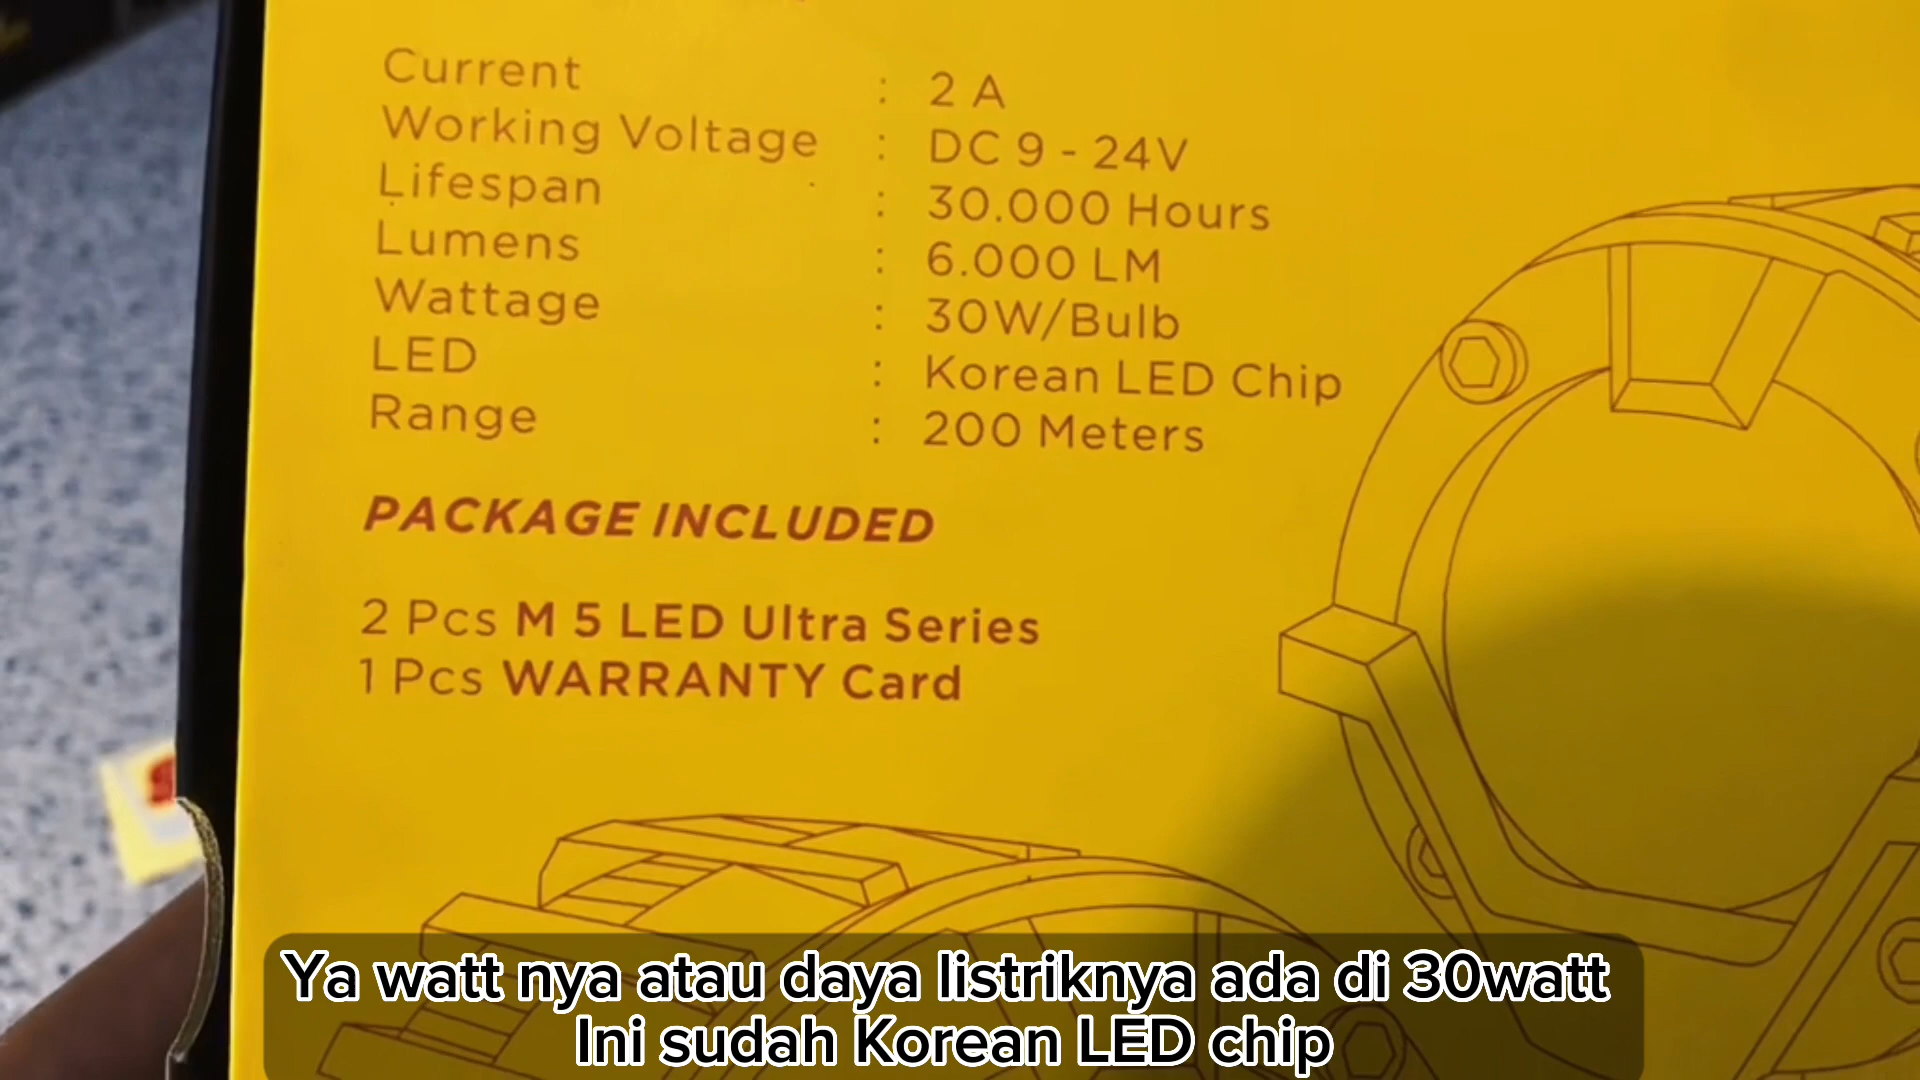 Current : 2 A
Working Voltage : DC 9 - 24V
Lifespan : 30.000 Hours
Lumens : 6.000 LM
Wattage : 30W/Bulb
LED : Korean LED Chip
Range : 200 Meters
PACKAGE INCLUDED
2 Pcs M 5 LED Ultra Series
1 Pcs WARRANTY Card
Ya watt nya atau daya listriknya ada di 30watt
Ini sudah Korean LED chip